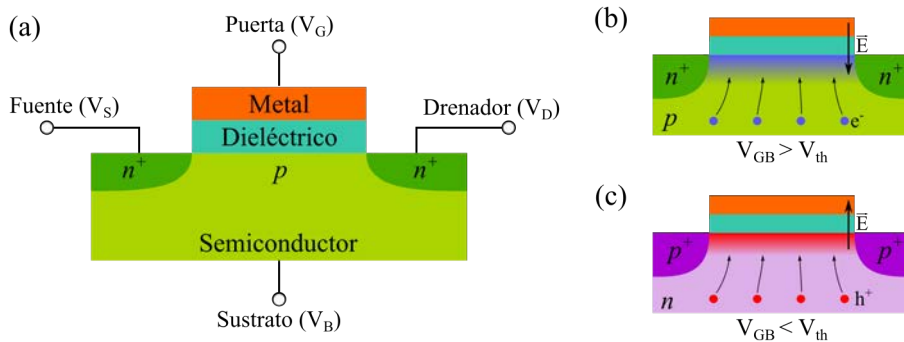 (a)
Puerta (V_G)
Metal
Fuente (V_S)
Drenador (V_D)
Dieléctrico
n⁺
p
n⁺
Semiconductor
Sustrato (V_B)
(b)
E⃗
n⁺
n⁺
p
e⁻
V_GB > V_th
(c)
E⃗
p⁺
p⁺
n
h⁺
V_GB < V_th